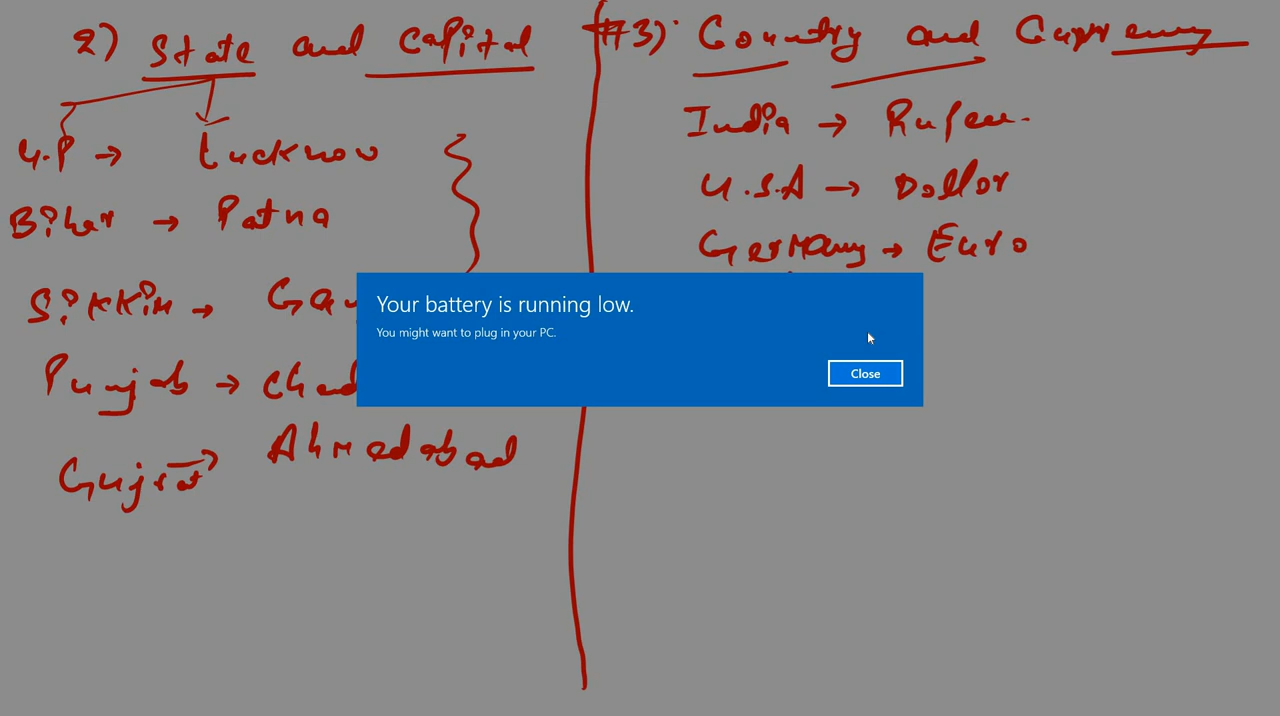 2) State and Capital
U.P → Lucknow
Bihar → Patna
Sikkim →
Punjab →
Gujrat → Ahmedabad
#3) Country and Currency
India → Rupee.
U.S.A → Dollar
Germany → Euro
Your battery is running low.
You might want to plug in your PC.
Close